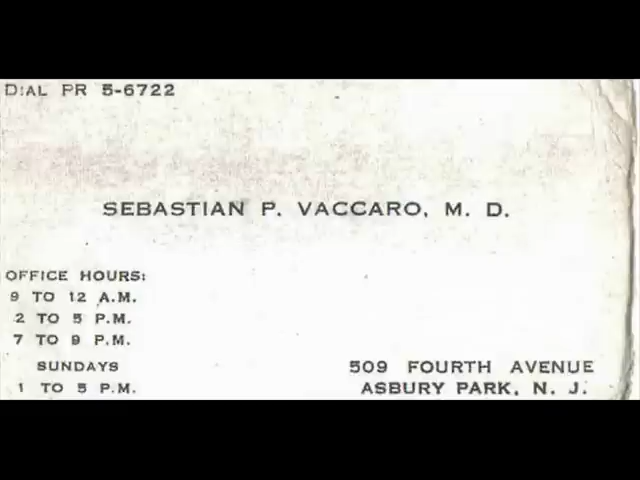 DIAL PR 5-6722
SEBASTIAN P. VACCARO, M. D.
OFFICE HOURS:
9 TO 12 A.M.
2 TO 5 P.M.
7 TO 9 P.M.
SUNDAYS
1 TO 5 P.M.
509 FOURTH AVENUE
ASBURY PARK, N. J.